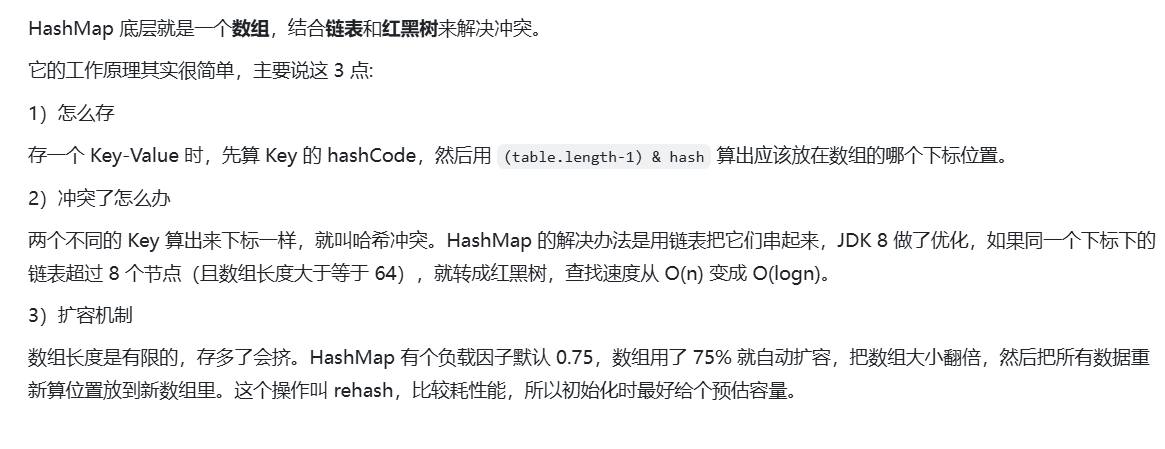 HashMap 底层就是一个数组，结合链表和红黑树来解决冲突。
它的工作原理其实很简单，主要说这 3 点:
1）怎么存
存一个 Key-Value 时，先算 Key 的 hashCode，然后用 (table.length-1) & hash 算出应该放在数组的哪个下标位置。
2）冲突了怎么办
两个不同的 Key 算出来下标一样，就叫哈希冲突。HashMap 的解决办法是用链表把它们串起来，JDK 8 做了优化，如果同一个下标下的
链表超过 8 个节点（且数组长度大于等于 64），就转成红黑树，查找速度从 O(n) 变成 O(logn)。
3）扩容机制
数组长度是有限的，存多了会挤。HashMap 有个负载因子默认 0.75，数组用了 75% 就自动扩容，把数组大小翻倍，然后把所有数据重
新算位置放到新数组里。这个操作叫 rehash，比较耗性能，所以初始化时最好给个预估容量。